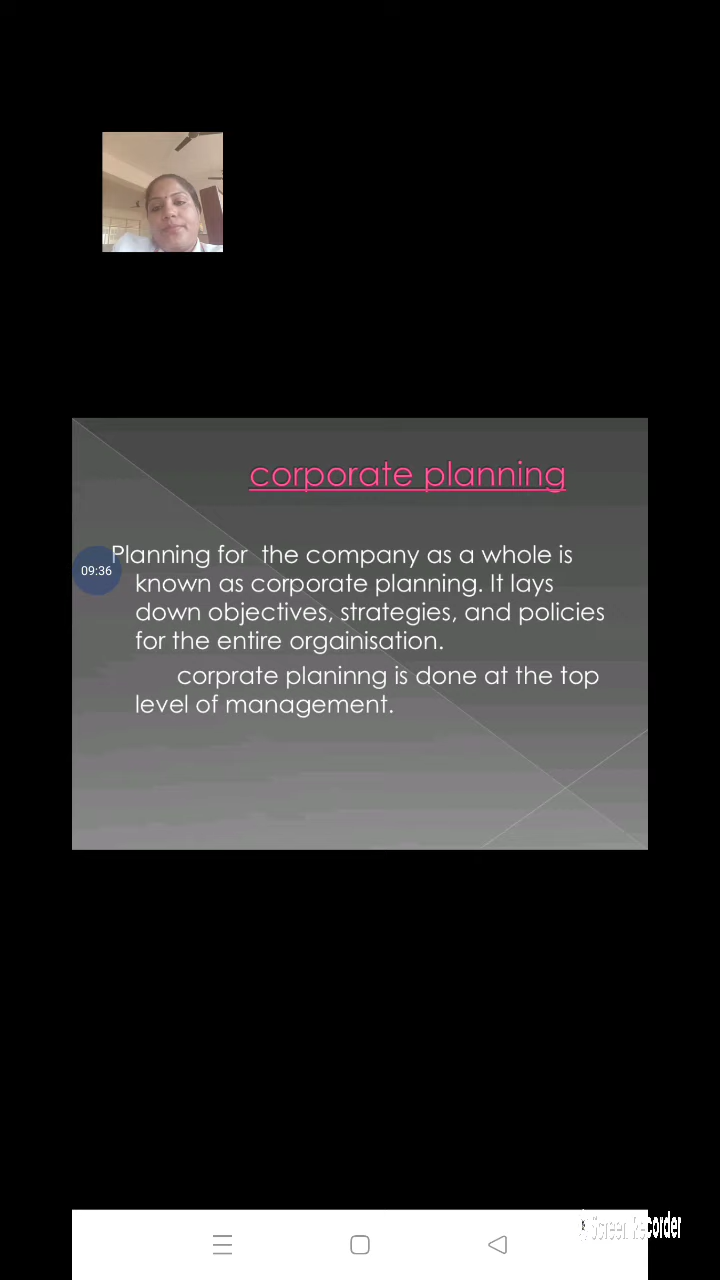 corporate planning
Planning for the company as a whole is
09:36
known as corporate planning. It lays
down objectives, strategies, and policies
for the entire orgainisation.
corprate planinng is done at the top
level of management.
Screen Recorder